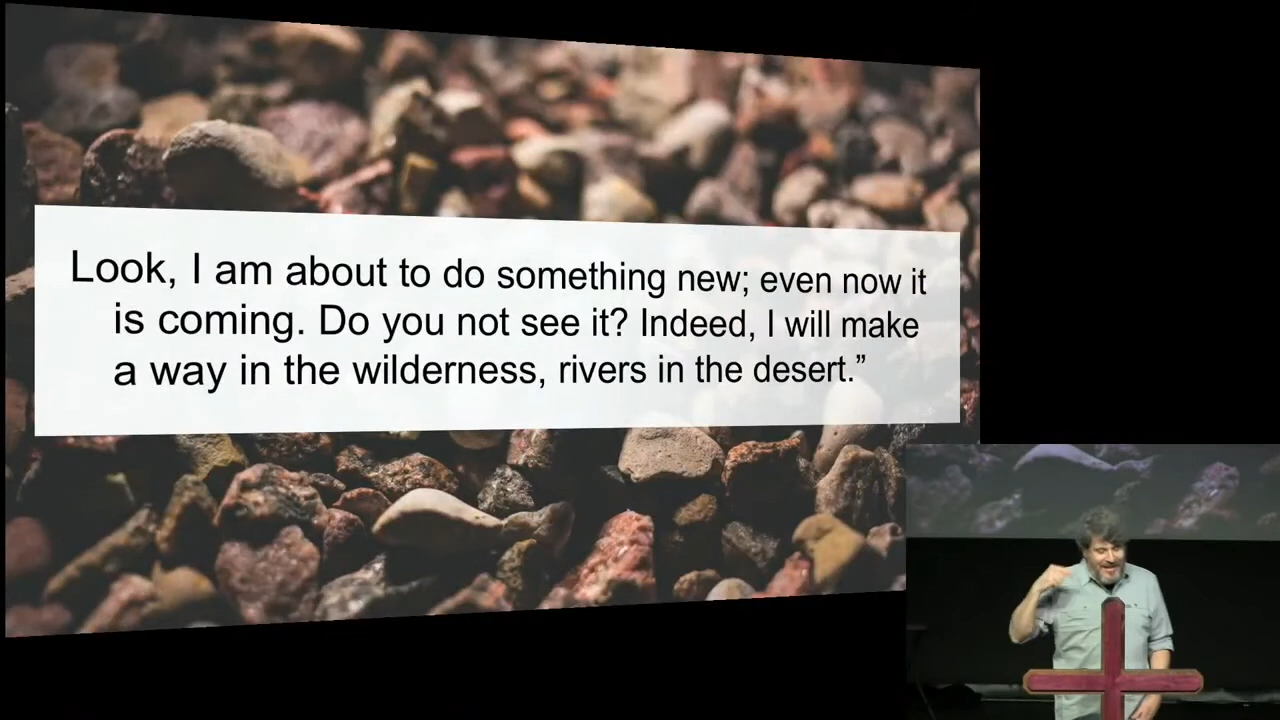 Look, I am about to do something new; even now it
is coming. Do you not see it? Indeed, I will make
a way in the wilderness, rivers in the desert.”